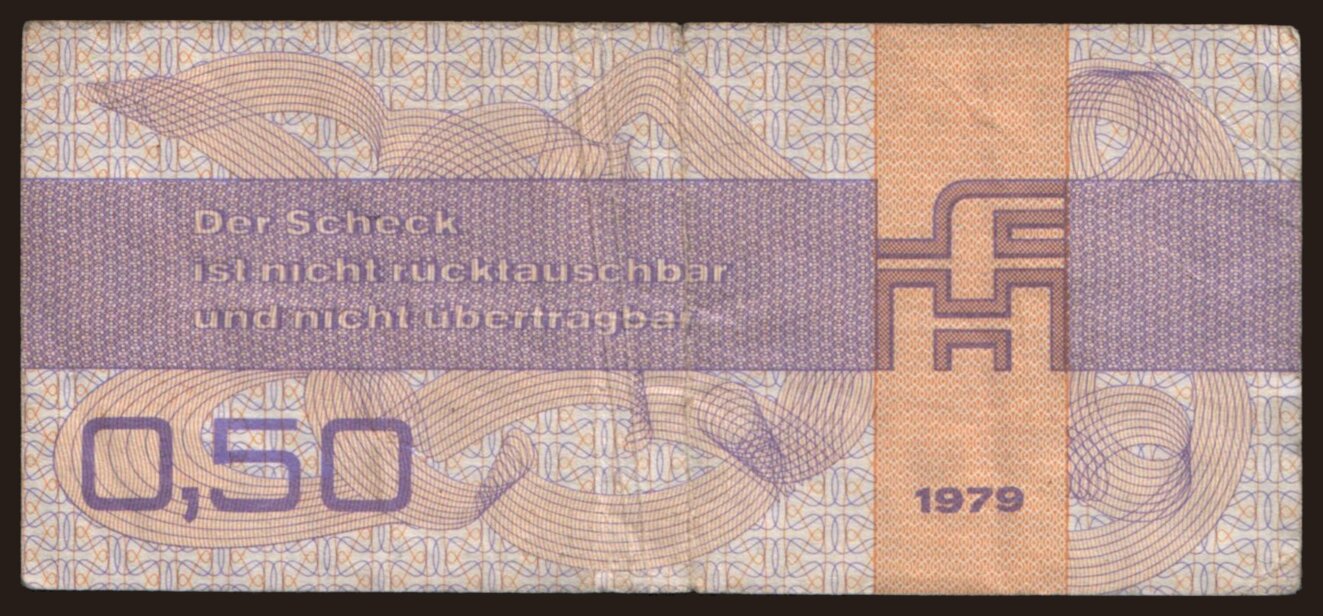 Der Scheck
ist nicht rücktauschbar
und nicht übertragbar
0,50
1979